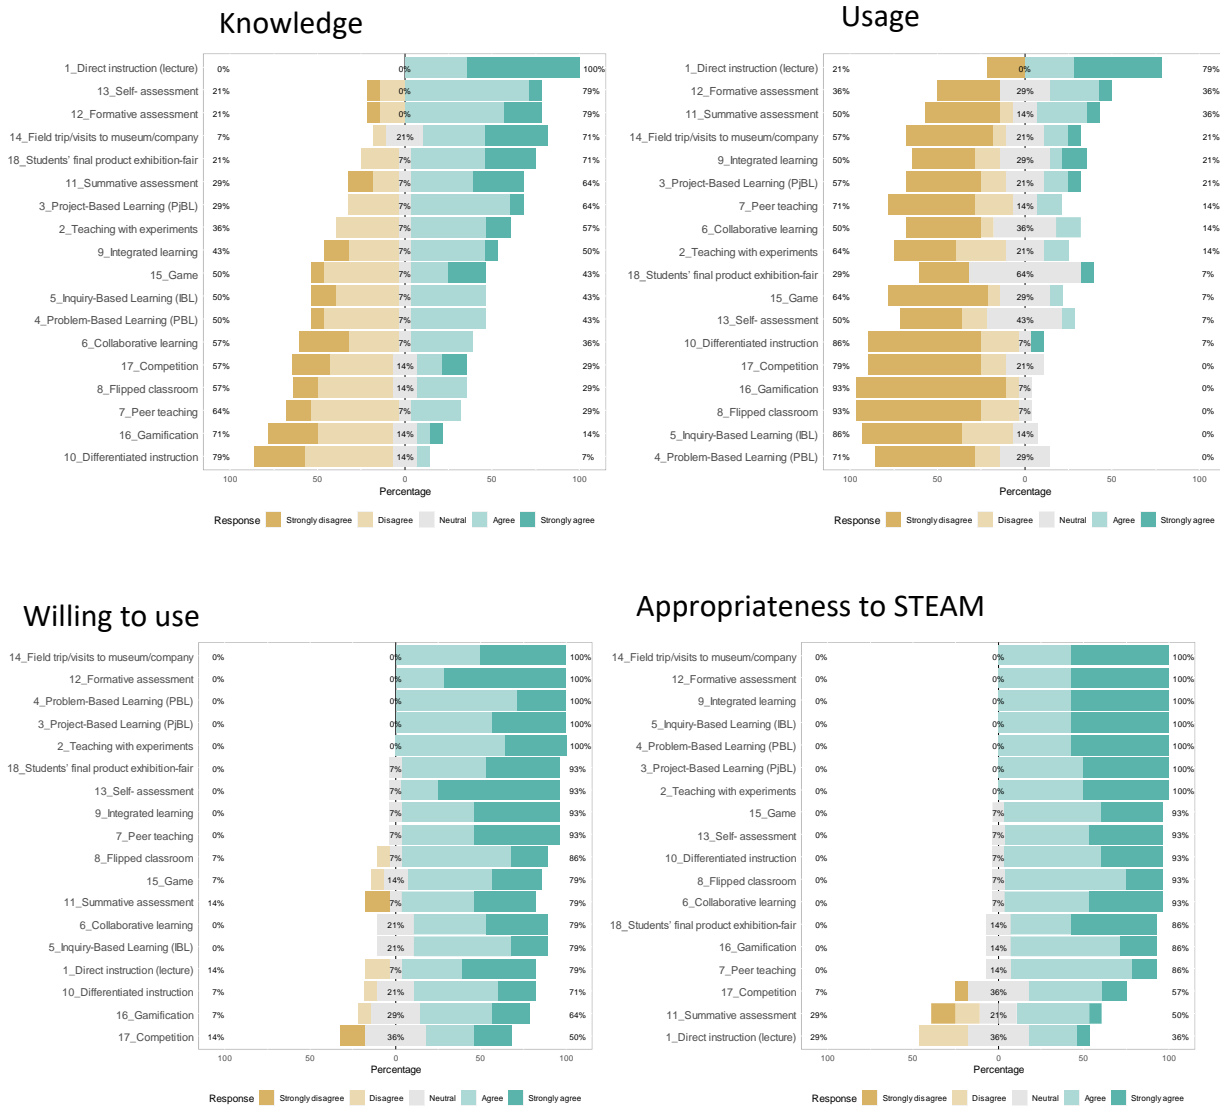 Knowledge
1_Direct instruction (lecture) 0% 0% 100%
13_Self- assessment 21% 0% 79%
12_Formative assessment 21% 0% 79%
14_Field trip/visits to museum/company 7% 21% 71%
18_Students' final product exhibition-fair 21% 7% 71%
11_Summative assessment 29% 7% 64%
3_Project-Based Learning (PjBL) 29% 7% 64%
2_Teaching with experiments 36% 7% 57%
9_Integrated learning 43% 7% 50%
15_Game 50% 7% 43%
5_Inquiry-Based Learning (IBL) 50% 7% 43%
4_Problem-Based Learning (PBL) 50% 7% 43%
6_Collaborative learning 57% 7% 36%
17_Competition 57% 14% 29%
8_Flipped classroom 57% 14% 29%
7_Peer teaching 64% 7% 29%
16_Gamification 71% 14% 14%
10_Differentiated instruction 79% 14% 7%
100 50 0 50 100
Percentage
Response Strongly disagree Disagree Neutral Agree Strongly agree
Usage
1_Direct instruction (lecture) 21% 0% 79%
12_Formative assessment 36% 29% 36%
11_Summative assessment 50% 14% 36%
14_Field trip/visits to museum/company 57% 21% 21%
9_Integrated learning 50% 29% 21%
3_Project-Based Learning (PjBL) 57% 21% 21%
7_Peer teaching 71% 14% 14%
6_Collaborative learning 50% 36% 14%
2_Teaching with experiments 64% 21% 14%
18_Students' final product exhibition-fair 29% 64% 7%
15_Game 64% 29% 7%
13_Self- assessment 50% 43% 7%
10_Differentiated instruction 86% 7% 7%
17_Competition 79% 21% 0%
16_Gamification 93% 7% 0%
8_Flipped classroom 93% 7% 0%
5_Inquiry-Based Learning (IBL) 86% 14% 0%
4_Problem-Based Learning (PBL) 71% 29% 0%
100 50 0 50 100
Percentage
Response Strongly disagree Disagree Neutral Agree Strongly agree
Willing to use
14_Field trip/visits to museum/company 0% 0% 100%
12_Formative assessment 0% 0% 100%
4_Problem-Based Learning (PBL) 0% 0% 100%
3_Project-Based Learning (PjBL) 0% 0% 100%
2_Teaching with experiments 0% 0% 100%
18_Students' final product exhibition-fair 0% 7% 93%
13_Self- assessment 0% 7% 93%
9_Integrated learning 0% 7% 93%
7_Peer teaching 0% 7% 93%
8_Flipped classroom 7% 7% 86%
15_Game 7% 14% 79%
11_Summative assessment 14% 7% 79%
6_Collaborative learning 0% 21% 79%
5_Inquiry-Based Learning (IBL) 0% 21% 79%
1_Direct instruction (lecture) 14% 7% 79%
10_Differentiated instruction 7% 21% 71%
16_Gamification 7% 29% 64%
17_Competition 14% 36% 50%
100 50 0 50 100
Percentage
Response Strongly disagree Disagree Neutral Agree Strongly agree
Appropriateness to STEAM
14_Field trip/visits to museum/company 0% 0% 100%
12_Formative assessment 0% 0% 100%
9_Integrated learning 0% 0% 100%
5_Inquiry-Based Learning (IBL) 0% 0% 100%
4_Problem-Based Learning (PBL) 0% 0% 100%
3_Project-Based Learning (PjBL) 0% 0% 100%
2_Teaching with experiments 0% 0% 100%
15_Game 0% 7% 93%
13_Self- assessment 0% 7% 93%
10_Differentiated instruction 0% 7% 93%
8_Flipped classroom 0% 7% 93%
6_Collaborative learning 0% 7% 93%
18_Students' final product exhibition-fair 0% 14% 86%
16_Gamification 0% 14% 86%
7_Peer teaching 0% 14% 86%
17_Competition 7% 36% 57%
11_Summative assessment 29% 21% 50%
1_Direct instruction (lecture) 29% 36% 36%
100 50 0 50 100
Percentage
Response Strongly disagree Disagree Neutral Agree Strongly agree